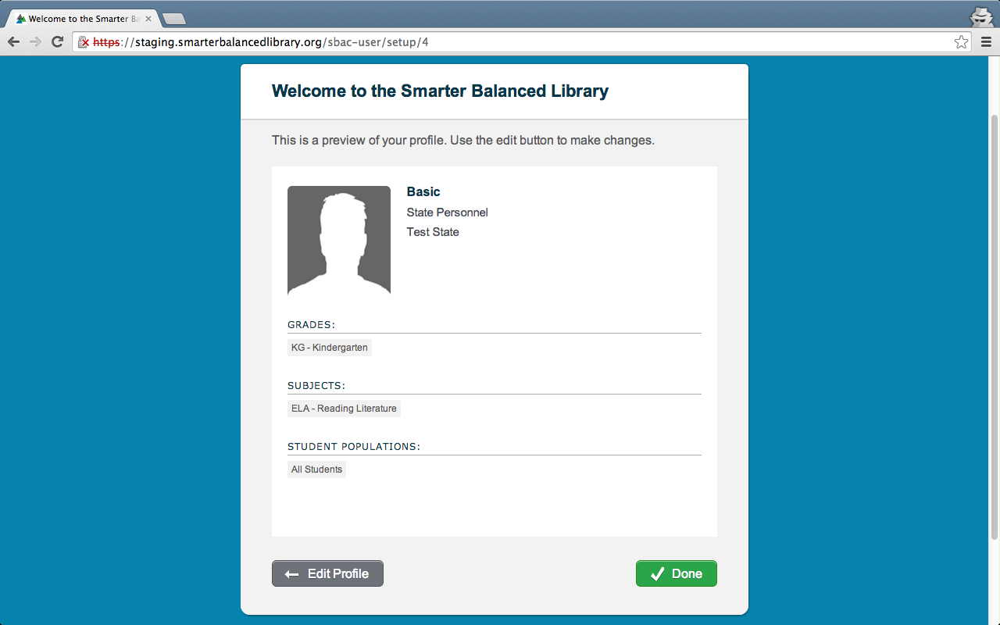 Welcome to the Smarter Ba
https://staging.smarterbalancedlibrary.org/sbac-user/setup/4
Welcome to the Smarter Balanced Library
This is a preview of your profile. Use the edit button to make changes.
Basic
State Personnel
Test State
GRADES:
KG - Kindergarten
SUBJECTS:
ELA - Reading Literature
STUDENT POPULATIONS:
All Students
Edit Profile
Done